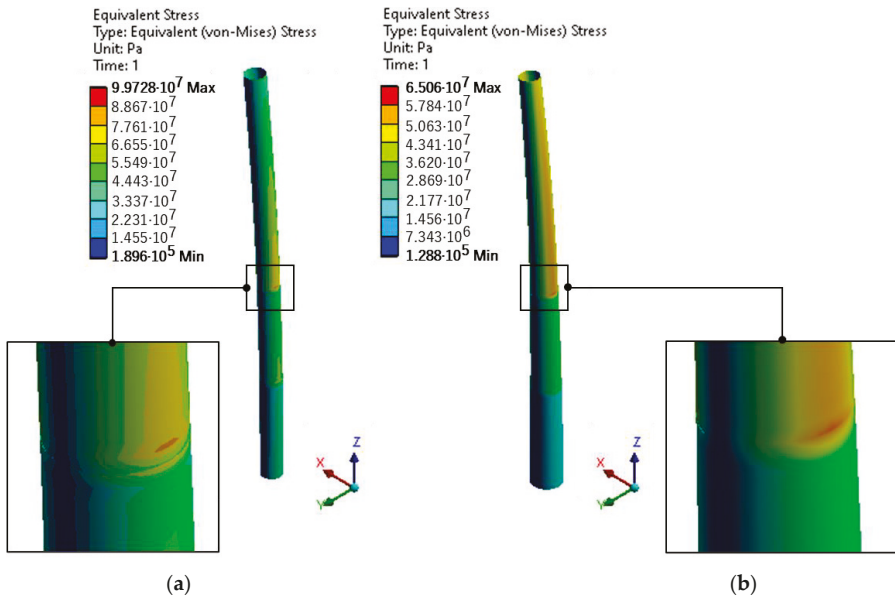 Equivalent Stress
Type: Equivalent (von-Mises) Stress
Unit: Pa
Time: 1
9.9728·10⁷ Max
8.867·10⁷
7.761·10⁷
6.655·10⁷
5.549·10⁷
4.443·10⁷
3.337·10⁷
2.231·10⁷
1.455·10⁷
1.896·10⁵ Min
Z
X
Y
(a)
Equivalent Stress
Type: Equivalent (von-Mises) Stress
Unit: Pa
Time: 1
6.506·10⁷ Max
5.784·10⁷
5.063·10⁷
4.341·10⁷
3.620·10⁷
2.869·10⁷
2.177·10⁷
1.456·10⁷
7.343·10⁶
1.288·10⁵ Min
Z
X
Y
(b)